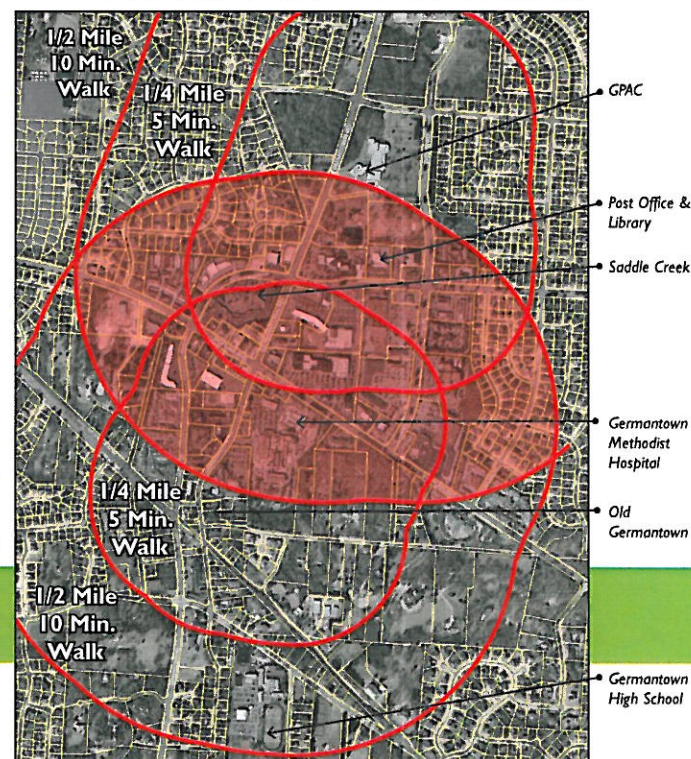 1/2 Mile
10 Min.
Walk
1/4 Mile
5 Min.
Walk
GPAC
Post Office &
Library
Saddle Creek
Germantown
Methodist
Hospital
1/4 Mile
5 Min.
Walk
Old
Germantown
1/2 Mile
10 Min.
Walk
Germantown
High School